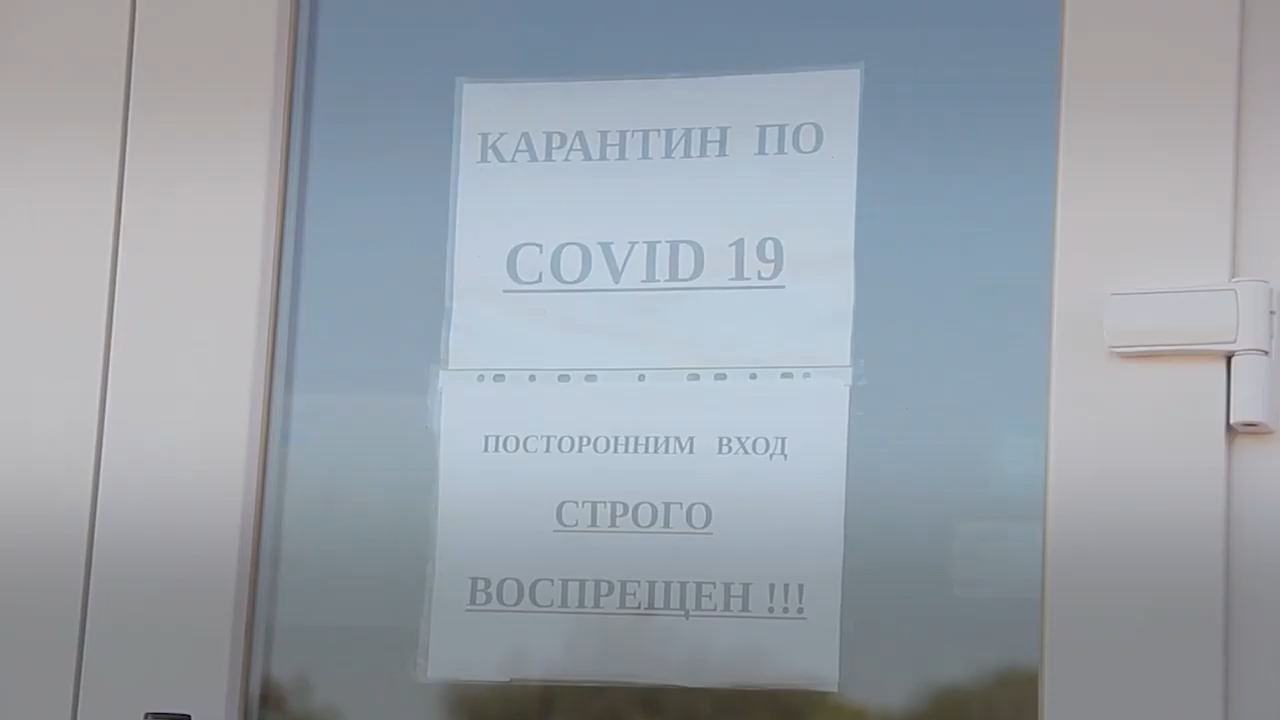 КАРАНТИН ПО
COVID 19
ПОСТОРОННИМ ВХОД
СТРОГО
ВОСПРЕЩЕН !!!